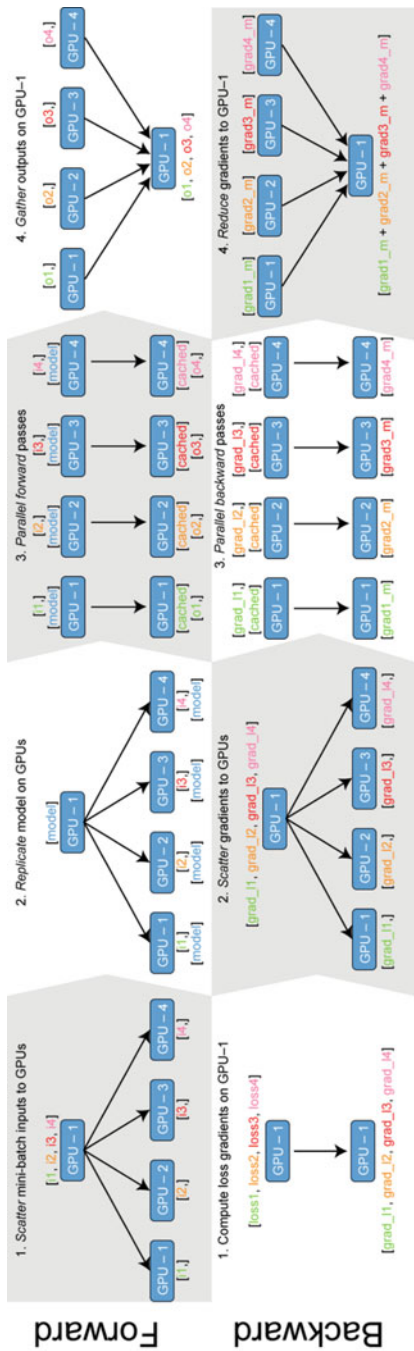 Forward
1. Scatter mini-batch inputs to GPUs
[i1, i2, i3, i4]
GPU-1
GPU-1 GPU-2 GPU-3 GPU-4
[i1,] [i2,] [i3,] [i4,]
2. Replicate model on GPUs
[model]
GPU-1
GPU-1 GPU-2 GPU-3 GPU-4
[i1,] [i2,] [i3,] [i4,]
[model] [model] [model] [model]
3. Parallel forward passes
[i1,] [i2,] [i3,] [i4,]
[model] [model] [model] [model]
GPU-1 GPU-2 GPU-3 GPU-4
GPU-1 GPU-2 GPU-3 GPU-4
[cached] [cached] [cached] [cached]
[o1,] [o2,] [o3,] [o4,]
4. Gather outputs on GPU-1
[o1,] [o2,] [o3,] [o4,]
GPU-1 GPU-2 GPU-3 GPU-4
GPU-1
[o1, o2, o3, o4]
Backward
1. Compute loss gradients on GPU-1
[loss1, loss2, loss3, loss4]
GPU-1
GPU-1
[grad_l1, grad_l2, grad_l3, grad_l4]
2. Scatter gradients to GPUs
[grad_l1, grad_l2, grad_l3, grad_l4]
GPU-1
GPU-1 GPU-2 GPU-3 GPU-4
[grad_l1,] [grad_l2,] [grad_l3,] [grad_l4,]
3. Parallel backward passes
[grad_l1,] [grad_l2,] [grad_l3,] [grad_l4,]
[cached] [cached] [cached] [cached]
GPU-1 GPU-2 GPU-3 GPU-4
GPU-1 GPU-2 GPU-3 GPU-4
[grad1_m] [grad2_m] [grad3_m] [grad4_m]
4. Reduce gradients to GPU-1
[grad1_m] [grad2_m] [grad3_m] [grad4_m]
GPU-1 GPU-2 GPU-3 GPU-4
GPU-1
[grad1_m + grad2_m + grad3_m + grad4_m]